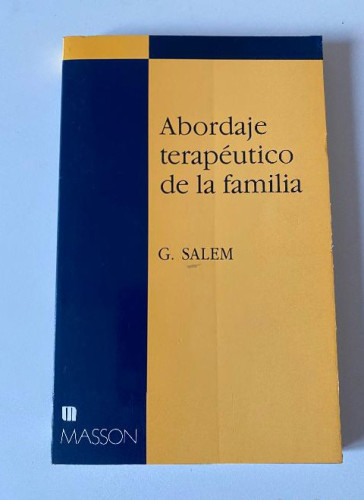 Abordaje
terapéutico
de la familia
G. SALEM
MASSON